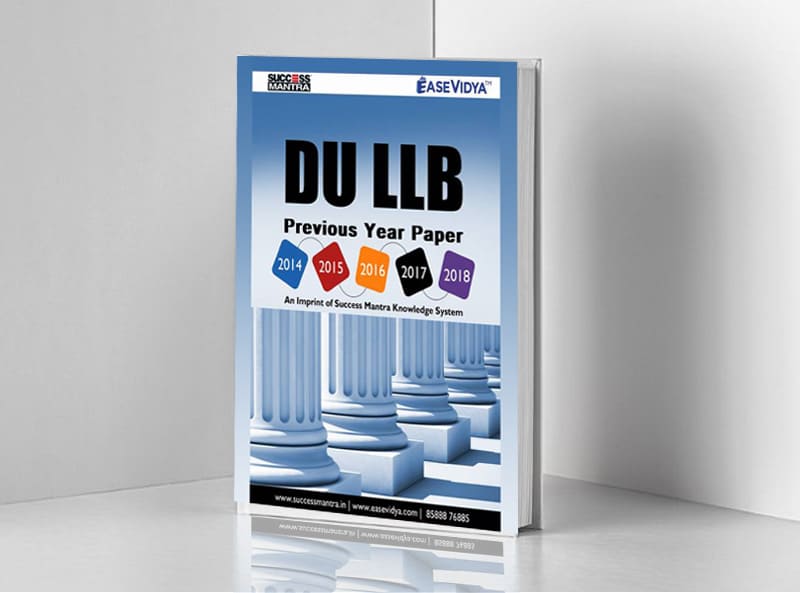 SUCCESS
MANTRA
EASEVIDYA™
DU LLB
Previous Year Paper
2014 2015 2016 2017 2018
An Imprint of Success Mantra Knowledge System
www.successmantra.in | www.easevidya.com | 85888 76885